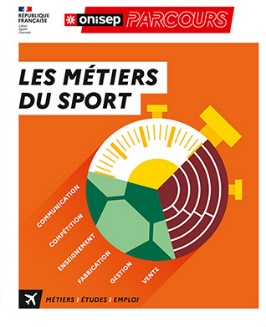 RÉPUBLIQUE
FRANÇAISE
onisep PARCOURS
LES MÉTIERS
DU SPORT
COMMUNICATION
COMPÉTITION
ENSEIGNEMENT
FABRICATION
GESTION
VENTE
MÉTIERS | ÉTUDES | EMPLOI